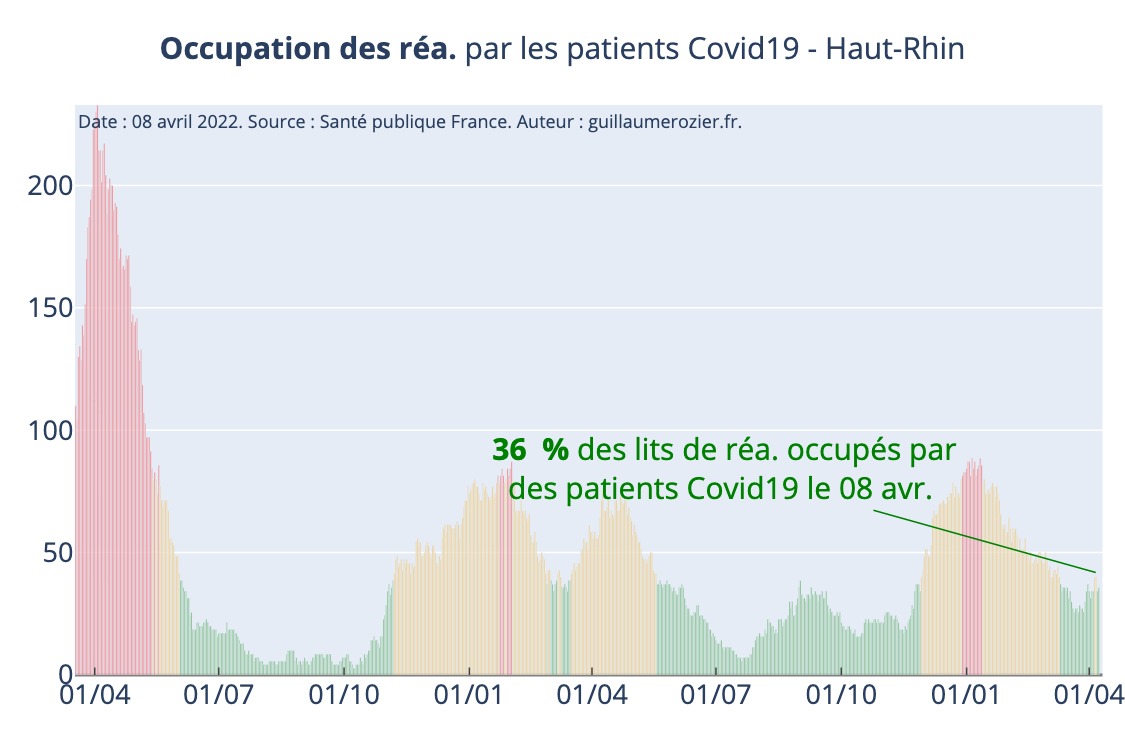 Occupation des réa. par les patients Covid19 - Haut-Rhin
Date : 08 avril 2022. Source : Santé publique France. Auteur : guillaumerozier.fr.
200
150
100
50
0
36 % des lits de réa. occupés par
des patients Covid19 le 08 avr.
01/04 01/07 01/10 01/01 01/04 01/07 01/10 01/01 01/04